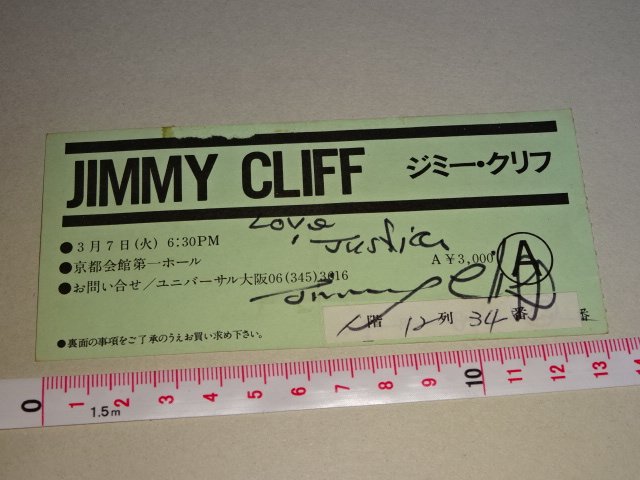 JIMMY CLIFF ジミー・クリフ
Love
Justice
●3月7日(火) 6:30PM
A ¥3,000 A
●京都会館第一ホール
●お問い合せ/ユニバーサル大阪06(345)3016
Jimmy Cliff
階 12列 34番 番
●裏面の事項をご了承のうえお買い求め下さい。
0 1 2 3 4 5 6 7 8 9 10 11 12 13 14
1.5m